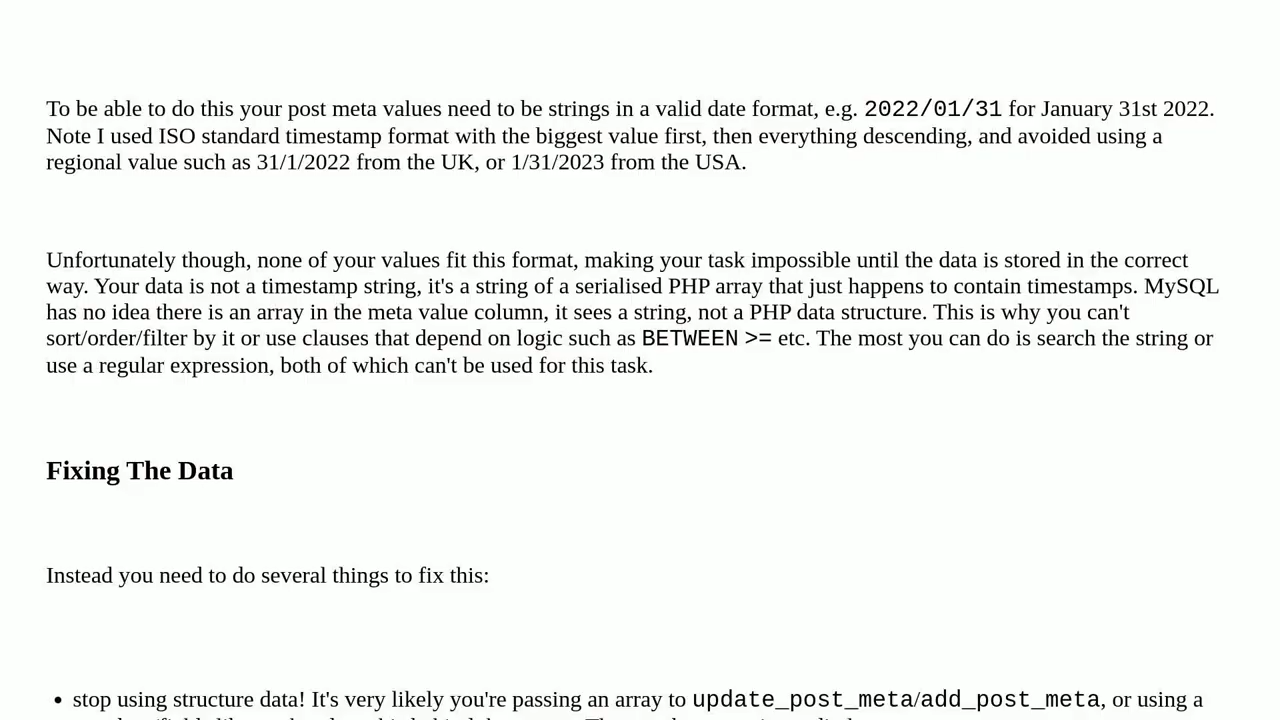 To be able to do this your post meta values need to be strings in a valid date format, e.g. 2022/01/31 for January 31st 2022.
Note I used ISO standard timestamp format with the biggest value first, then everything descending, and avoided using a
regional value such as 31/1/2022 from the UK, or 1/31/2023 from the USA.
Unfortunately though, none of your values fit this format, making your task impossible until the data is stored in the correct
way. Your data is not a timestamp string, it's a string of a serialised PHP array that just happens to contain timestamps. MySQL
has no idea there is an array in the meta value column, it sees a string, not a PHP data structure. This is why you can't
sort/order/filter by it or use clauses that depend on logic such as BETWEEN >= etc. The most you can do is search the string or
use a regular expression, both of which can't be used for this task.
Fixing The Data
Instead you need to do several things to fix this:
• stop using structure data! It's very likely you're passing an array to update_post_meta/add_post_meta, or using a